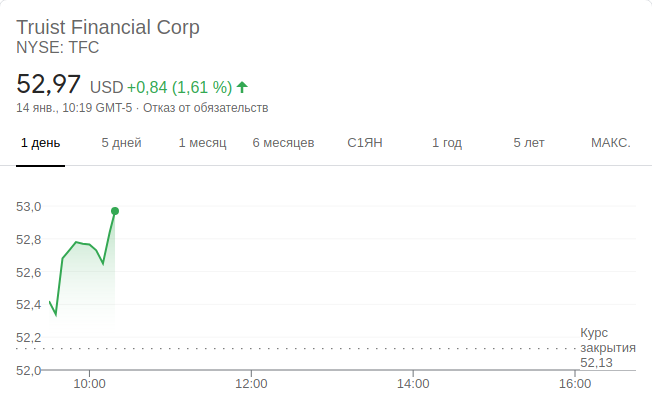 Truist Financial Corp
NYSE: TFC
52,97 USD +0,84 (1,61 %)
14 янв., 10:19 GMT-5 · Отказ от обязательств
1 день 5 дней 1 месяц 6 месяцев С1ЯН 1 год 5 лет МАКС.
53,0
52,8
52,6
52,4
52,2
52,0
Курс
закрытия
52,13
10:00 12:00 14:00 16:00